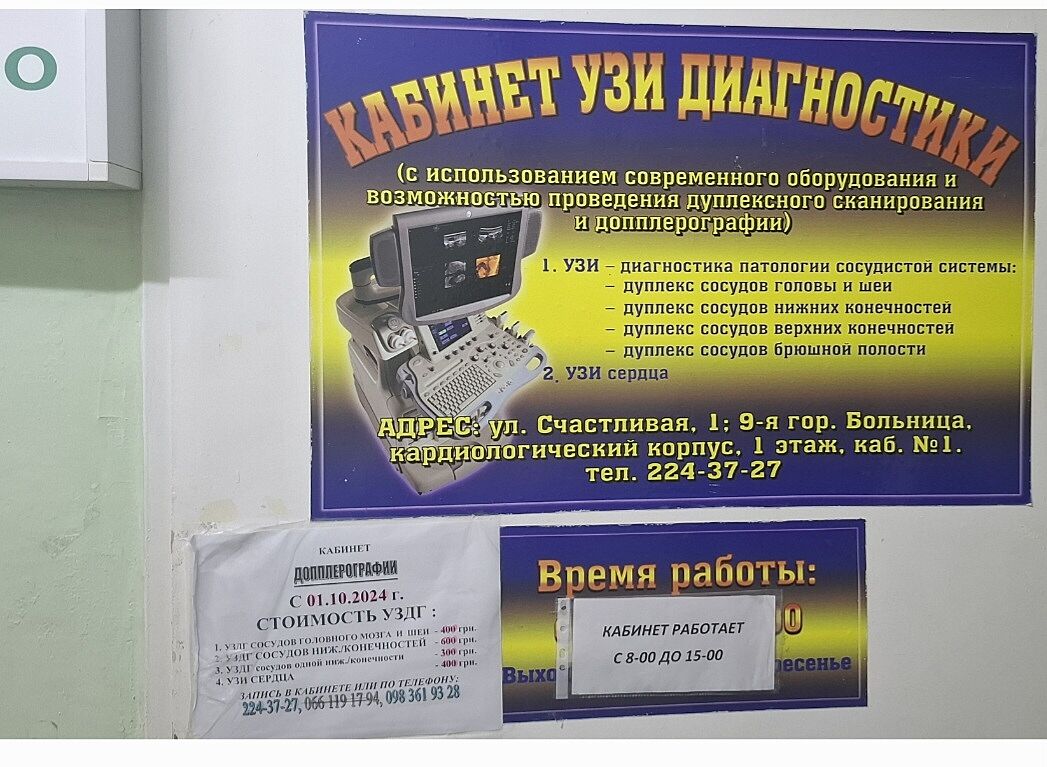 О
КАБИНЕТ УЗИ ДИАГНОСТИКИ
(с использованием современного оборудования и
возможностью проведения дуплексного сканирования
и допплерографии)
1. УЗИ – диагностика патологии сосудистой системы:
– дуплекс сосудов головы и шеи
– дуплекс сосудов нижних конечностей
– дуплекс сосудов верхних конечностей
– дуплекс сосудов брюшной полости
2. УЗИ сердца
АДРЕС: ул. Счастливая, 1; 9-я гор. Больница,
кардиологический корпус, 1 этаж, каб. №1.
тел. 224-37-27
КАБИНЕТ
ДОППЛЕРОГРАФИИ
С 01.10.2024 г.
СТОИМОСТЬ УЗДГ :
1. УЗДГ СОСУДОВ ГОЛОВНОГО МОЗГА И ШЕИ - 400 грн.
2. УЗДГ СОСУДОВ НИЖ./КОНЕЧНОСТЕЙ - 600 грн.
3. УЗДГ сосудов одной ниж./конечности - 300 грн.
4. УЗИ СЕРДЦА - 400 грн.
ЗАПИСЬ В КАБИНЕТЕ ИЛИ ПО ТЕЛЕФОНУ:
224-37-27, 066 119 17 94, 098 361 93 28
Время работы:
00
КАБИНЕТ РАБОТАЕТ
С 8-00 ДО 15-00
Выхо ресенье